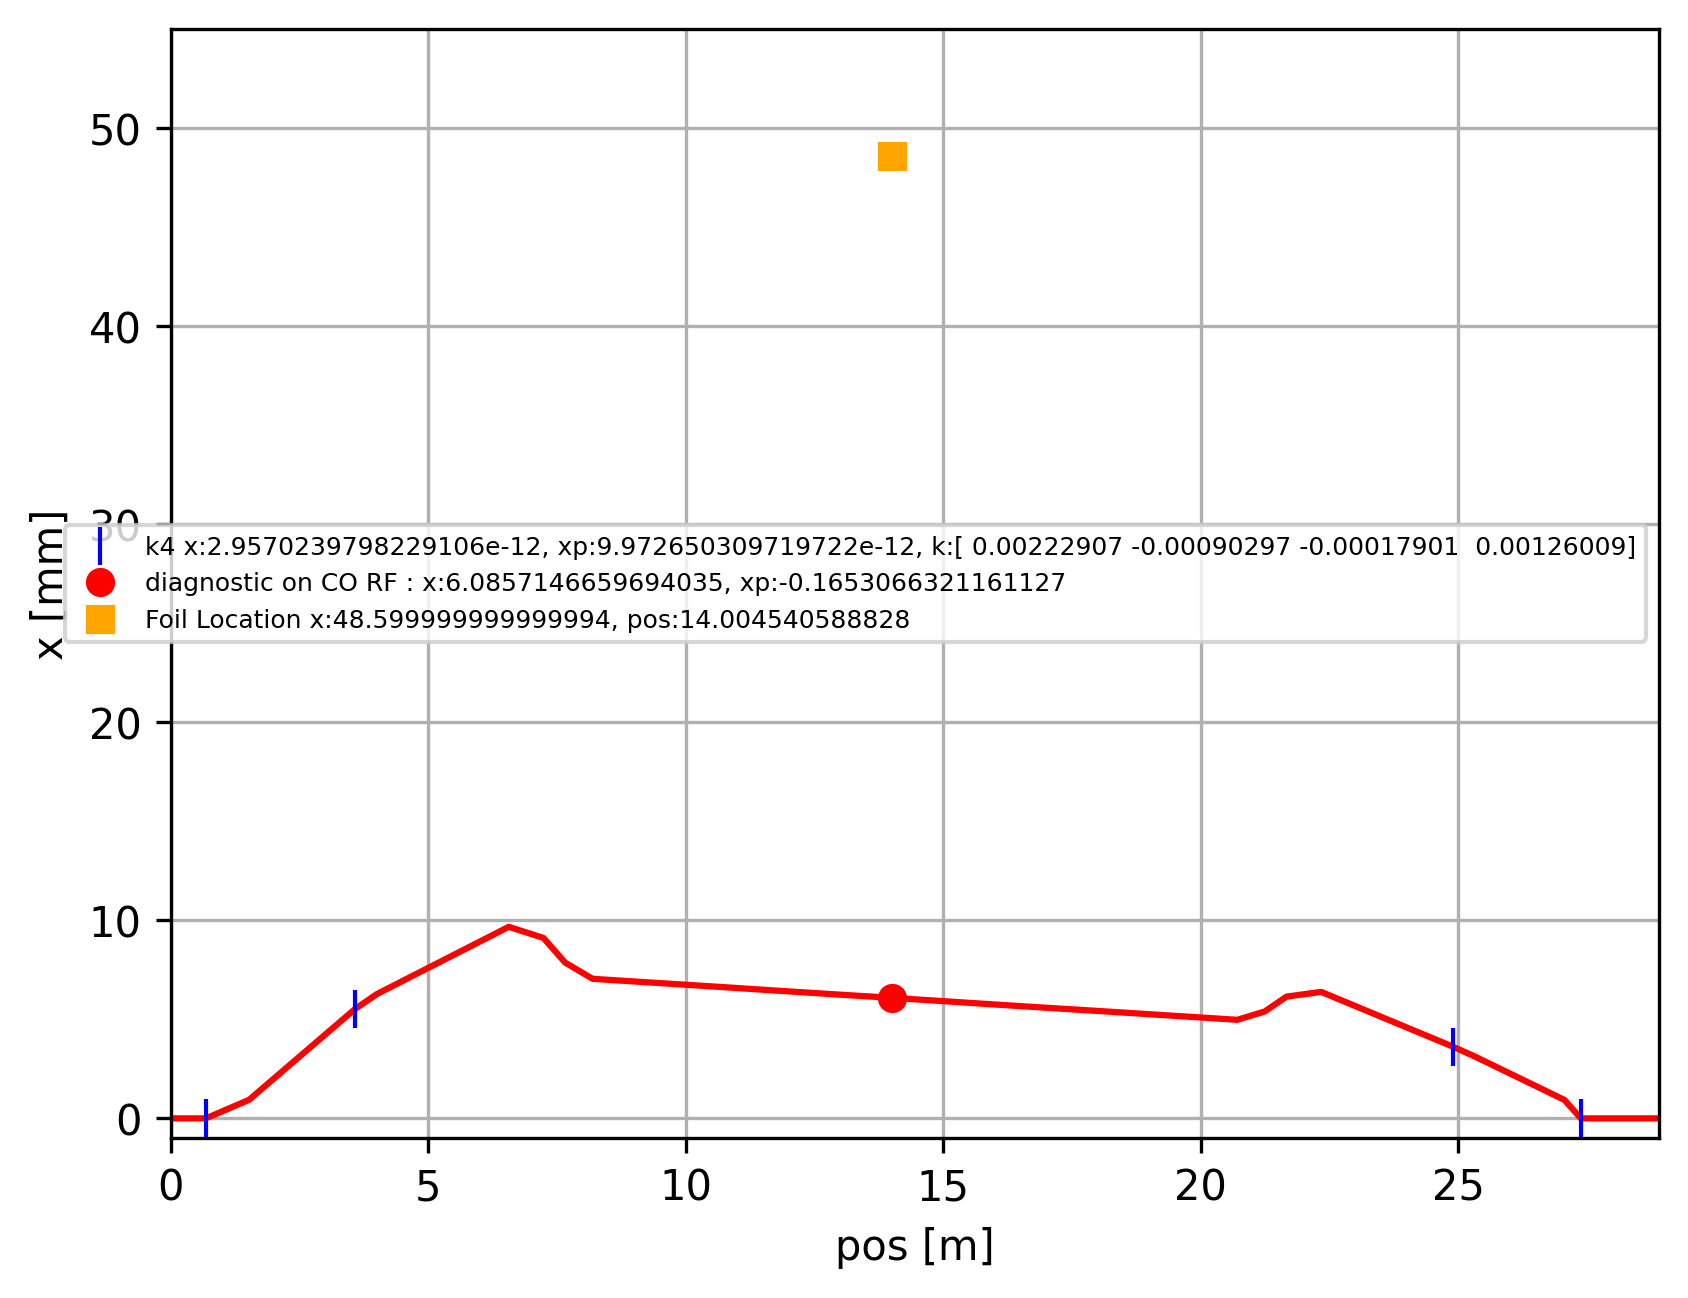 50
40
30
k4 x:2.9570239798229106e-12, xp:9.972650309719722e-12, k:[ 0.00222907 -0.00090297 -0.00017901  0.00126009]
diagnostic on CO RF : x:6.0857146659694035, xp:-0.1653066321161127
Foil Location x:48.599999999999994, pos:14.004540588828
x [mm]
20
10
0
0 5 10 15 20 25
pos [m]